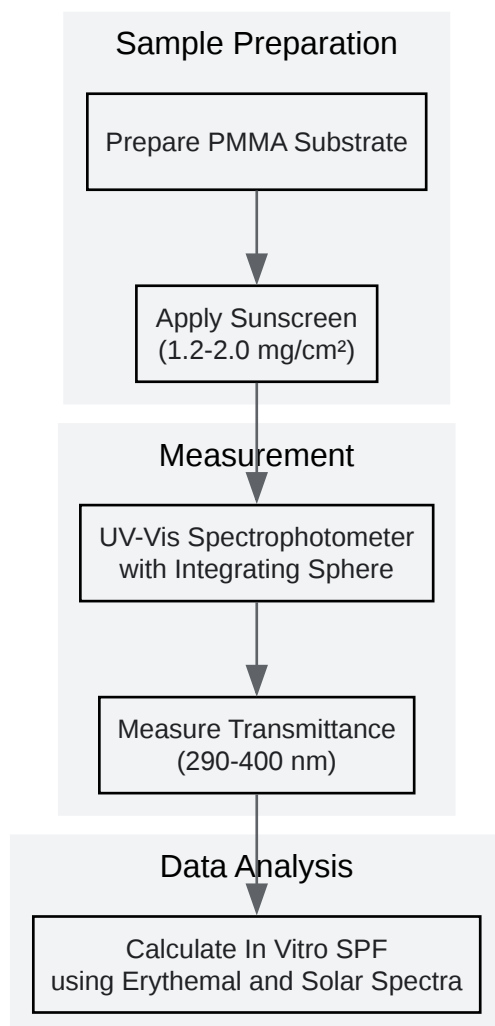 Sample Preparation
Prepare PMMA Substrate
Apply Sunscreen
(1.2-2.0 mg/cm²)
Measurement
UV-Vis Spectrophotometer
with Integrating Sphere
Measure Transmittance
(290-400 nm)
Data Analysis
Calculate In Vitro SPF
using Erythemal and Solar Spectra